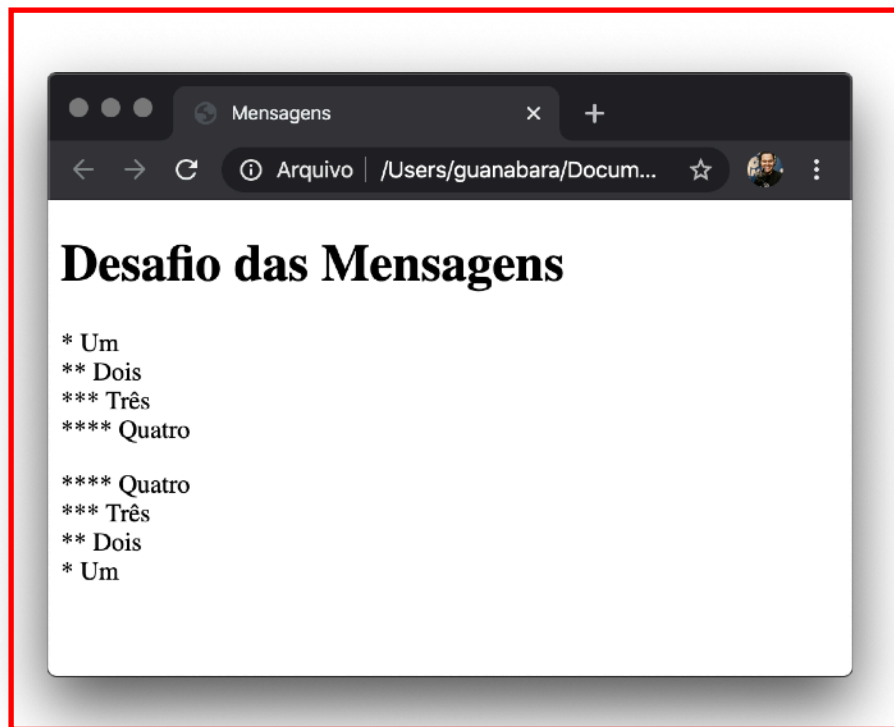 Mensagens
Arquivo /Users/guanabara/Docum...
Desafio das Mensagens
* Um
** Dois
*** Três
**** Quatro
**** Quatro
*** Três
** Dois
* Um